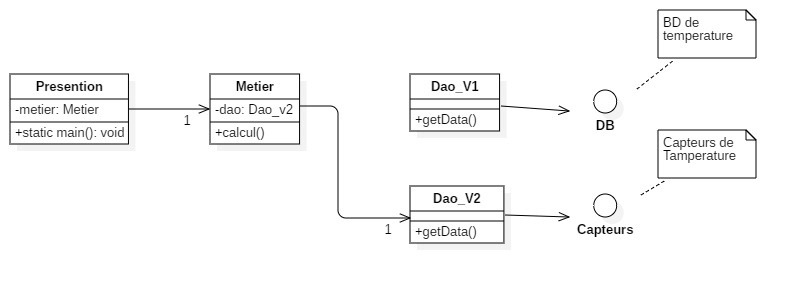 BD de
temperature
Presention
-metier: Metier
+static main(): void
1
Metier
-dao: Dao_v2
+calcul()
Dao_V1
+getData()
DB
Capteurs de
Tamperature
Dao_V2
+getData()
1
Capteurs